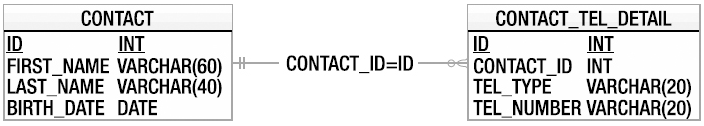 CONTACT
ID INT
FIRST_NAME VARCHAR(60)
LAST_NAME VARCHAR(40)
BIRTH_DATE DATE
CONTACT_ID=ID
CONTACT_TEL_DETAIL
ID INT
CONTACT_ID INT
TEL_TYPE VARCHAR(20)
TEL_NUMBER VARCHAR(20)